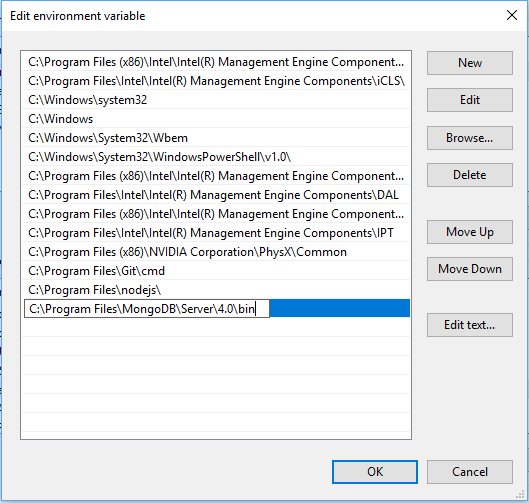 Edit environment variable
C:\Program Files (x86)\Intel\Intel(R) Management Engine Component...
C:\Program Files\Intel\Intel(R) Management Engine Components\iCLS\
C:\Windows\system32
C:\Windows
C:\Windows\System32\Wbem
C:\Windows\System32\WindowsPowerShell\v1.0\
C:\Program Files (x86)\Intel\Intel(R) Management Engine Component...
C:\Program Files\Intel\Intel(R) Management Engine Components\DAL
C:\Program Files (x86)\Intel\Intel(R) Management Engine Component...
C:\Program Files\Intel\Intel(R) Management Engine Components\IPT
C:\Program Files (x86)\NVIDIA Corporation\PhysX\Common
C:\Program Files\Git\cmd
C:\Program Files\nodejs\
C:\Program Files\MongoDB\Server\4.0\bin
New
Edit
Browse...
Delete
Move Up
Move Down
Edit text...
OK
Cancel